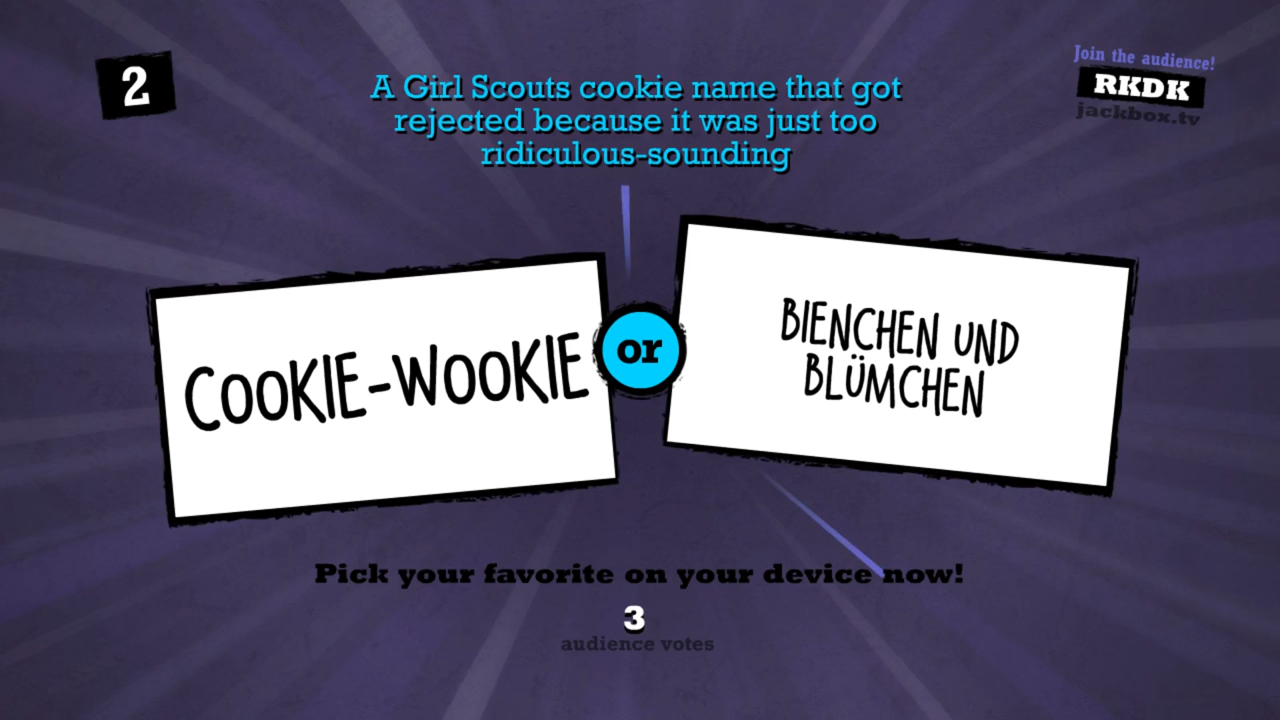 2
Join the audience!
RKDK
jackbox.tv
A Girl Scouts cookie name that got
rejected because it was just too
ridiculous-sounding
COOKIE-WOOKIE
or
BIENCHEN UND
BLÜMCHEN
Pick your favorite on your device now!
3
audience votes